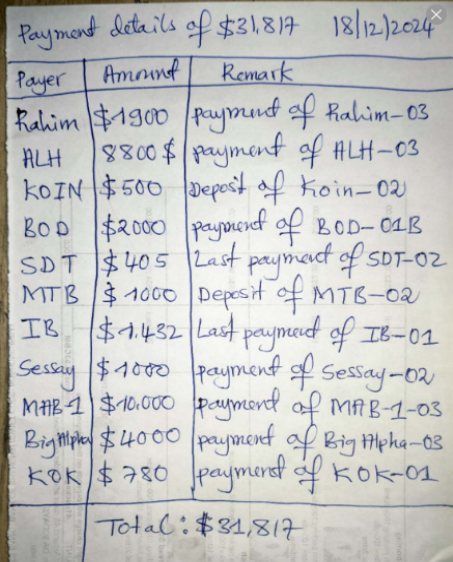 Payment details of $31,817 18/12/2024
Payer Amount Remark
Rahim $1900 payment of Rahim-03
ALH 8800$ payment of ALH-03
KOIN $500 Deposit of Koin-02
BOD $2000 payment of BOD-01B
SDT $405 Last payment of SDT-02
MTB $1000 Deposit of MTB-02
IB $1.432 Last payment of IB-01
Sessay $1000 payment of Sessay-02
MAB-1 $10.000 payment of MAB-1-03
Big Alpha $4000 payment of Big Alpha-03
KOK $780 payment of KOK-01
Total: $31,817